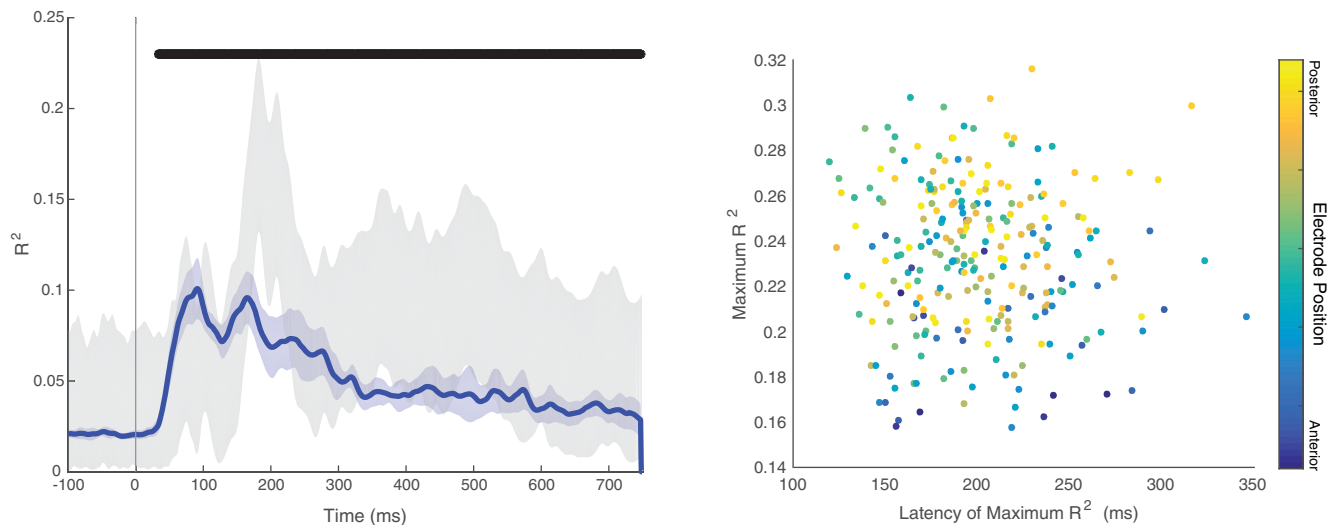 0.25
0.2
0.15
0.1
0.05
0
R²
-100 0 100 200 300 400 500 600 700
Time (ms)
0.32
0.3
0.28
0.26
0.24
0.22
0.2
0.18
0.16
0.14
Maximum R²
100 150 200 250 300 350
Latency of Maximum R² (ms)
Posterior
Electrode Position
Anterior